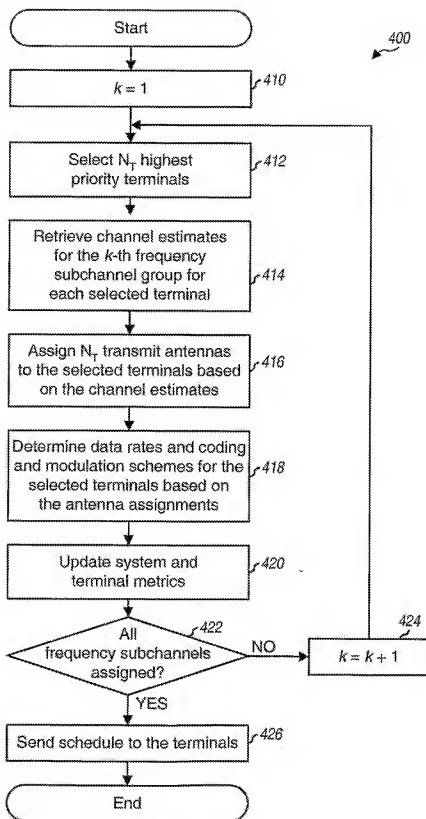 Start
400
k = 1
410
Select N_T highest
priority terminals
412
Retrieve channel estimates
for the k-th frequency
subchannel group for
each selected terminal
414
Assign N_T transmit antennas
to the selected terminals based
on the channel estimates
416
Determine data rates and coding
and modulation schemes for the
selected terminals based on
the antenna assignments
418
Update system and
terminal metrics
420
All
frequency subchannels
assigned?
422
NO
k = k + 1
424
YES
Send schedule to the terminals
426
End